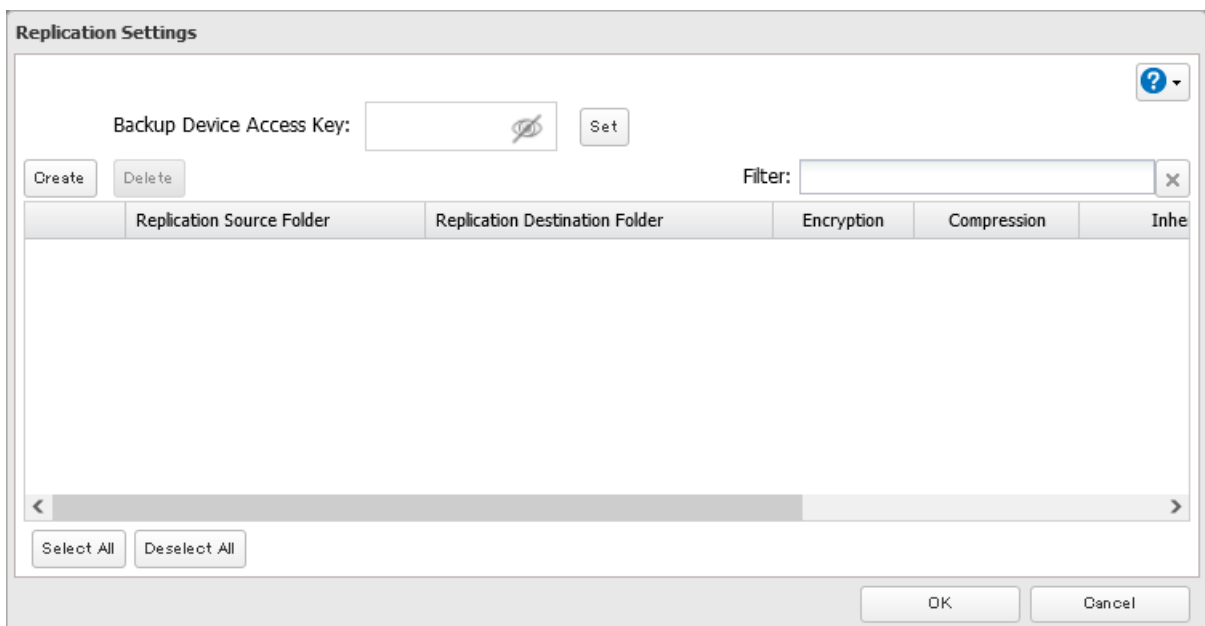 Replication Settings
Backup Device Access Key: Set
Create Delete Filter:
Replication Source Folder Replication Destination Folder Encryption Compression Inhe
Select All Deselect All
OK Cancel